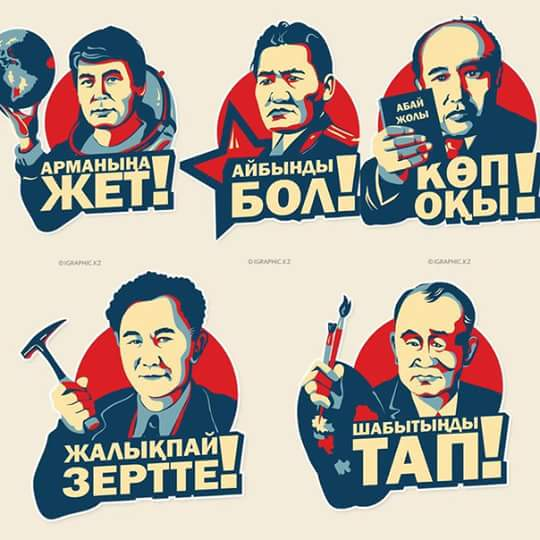 АРМАНЫҢА
ЖЕТ!
©IGRAPHIC.KZ
АЙБЫНДЫ
БОЛ!
©IGRAPHIC.KZ
АБАЙ
ЖОЛЫ
КӨП
ОҚЫ!
©IGRAPHIC.KZ
ЖАЛЫҚПАЙ
ЗЕРТТЕ!
ШАБЫТЫҢДЫ
ТАП!